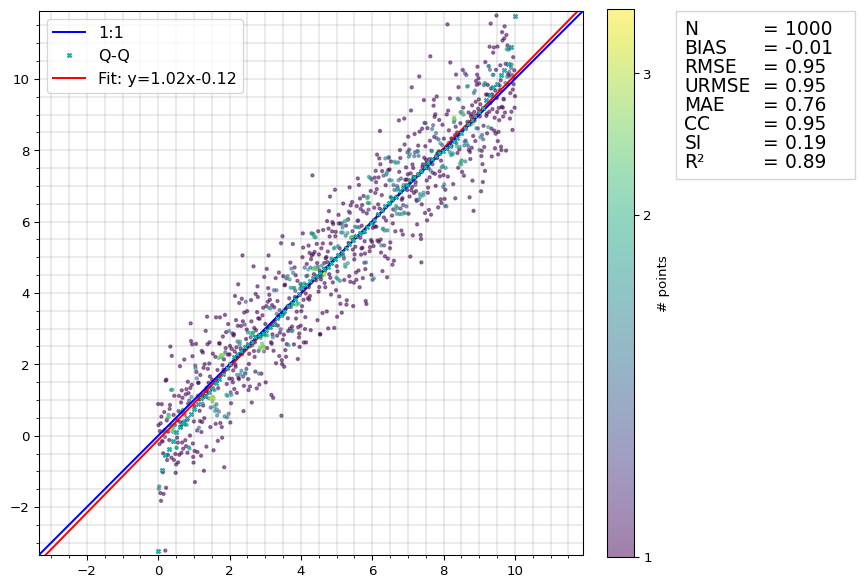 1:1
Q-Q
Fit: y=1.02x-0.12
10
8
6
4
2
0
−2
−2
0
2
4
6
8
10
3
2
1
# points
N = 1000
BIAS = -0.01
RMSE = 0.95
URMSE = 0.95
MAE = 0.76
CC = 0.95
SI = 0.19
R² = 0.89